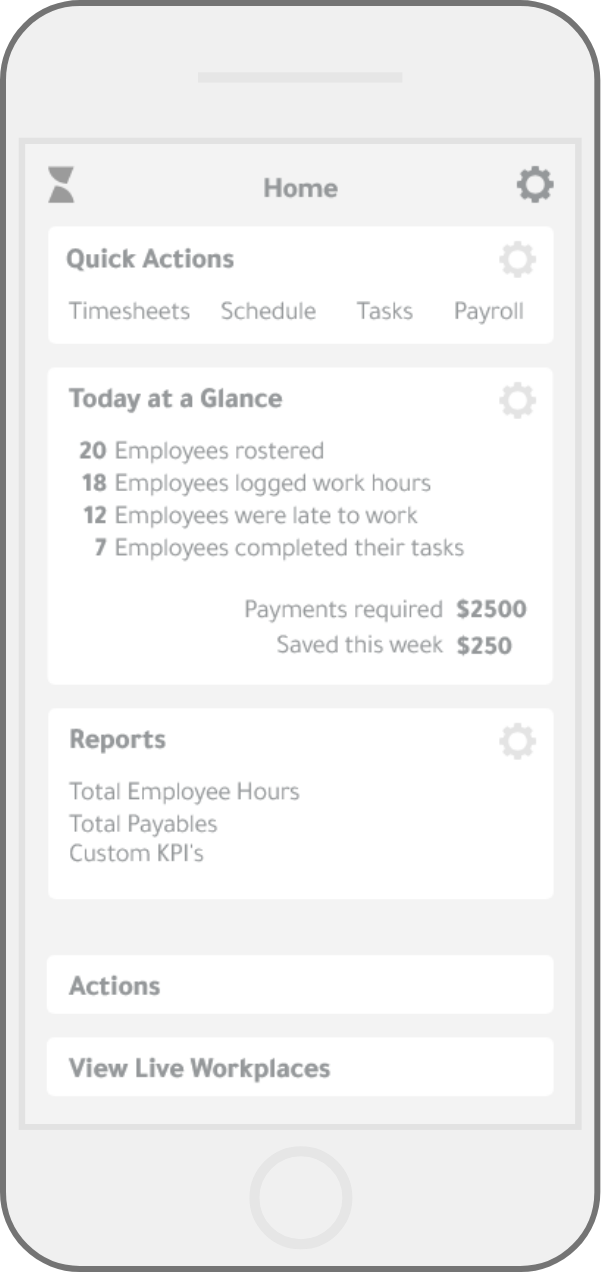 Home
Quick Actions
Timesheets Schedule Tasks Payroll
Today at a Glance
20 Employees rostered
18 Employees logged work hours
12 Employees were late to work
7 Employees completed their tasks
Payments required $2500
Saved this week $250
Reports
Total Employee Hours
Total Payables
Custom KPI's
Actions
View Live Workplaces